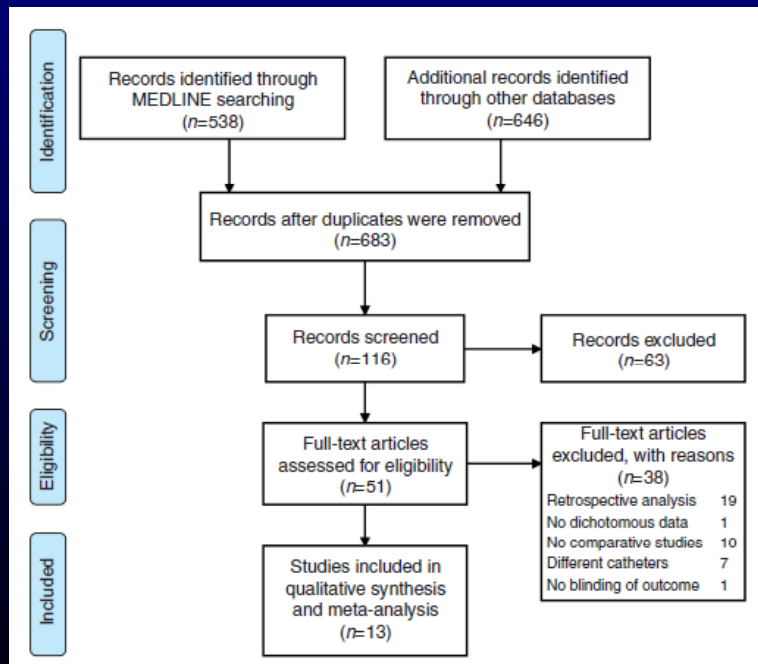 Identification
Records identified through
MEDLINE searching
(n=538)
Additional records identified
through other databases
(n=646)
Records after duplicates were removed
(n=683)
Screening
Records screened
(n=116)
Records excluded
(n=63)
Eligibility
Full-text articles
assessed for eligibility
(n=51)
Full-text articles
excluded, with reasons
(n=38)
Retrospective analysis 19
No dichotomous data 1
No comparative studies 10
Different catheters 7
No blinding of outcome 1
Included
Studies included in
qualitative synthesis
and meta-analysis
(n=13)